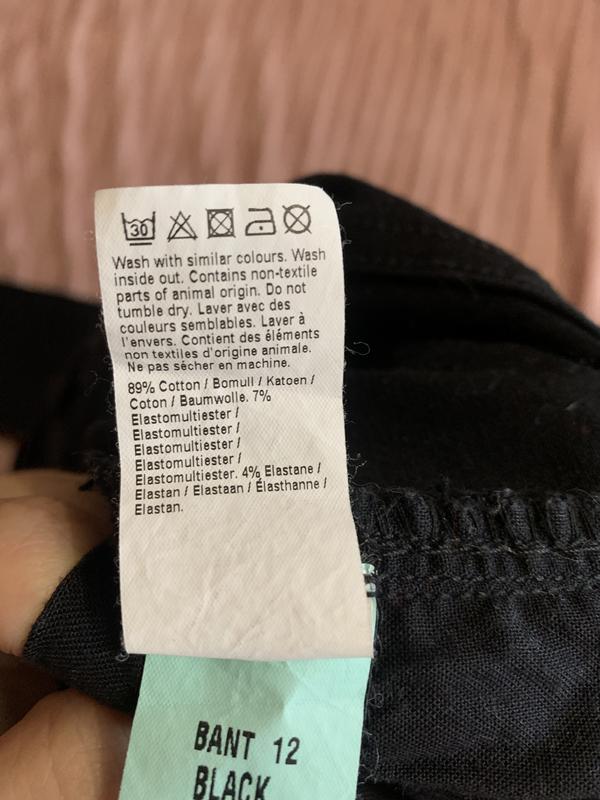 30
Wash with similar colours. Wash
inside out. Contains non-textile
parts of animal origin. Do not
tumble dry. Laver avec des
couleurs semblables. Laver à
l'envers. Contient des éléments
non textiles d'origine animale.
Ne pas sécher en machine.
89% Cotton / Bomull / Katoen /
Coton / Baumwolle. 7%
Elastomultiester /
Elastomultiester /
Elastomultiester /
Elastomultiester /
Elastomultiester. 4% Elastane /
Elastan / Elastaan / Élasthanne /
Elastan.
BANT 12
BLACK